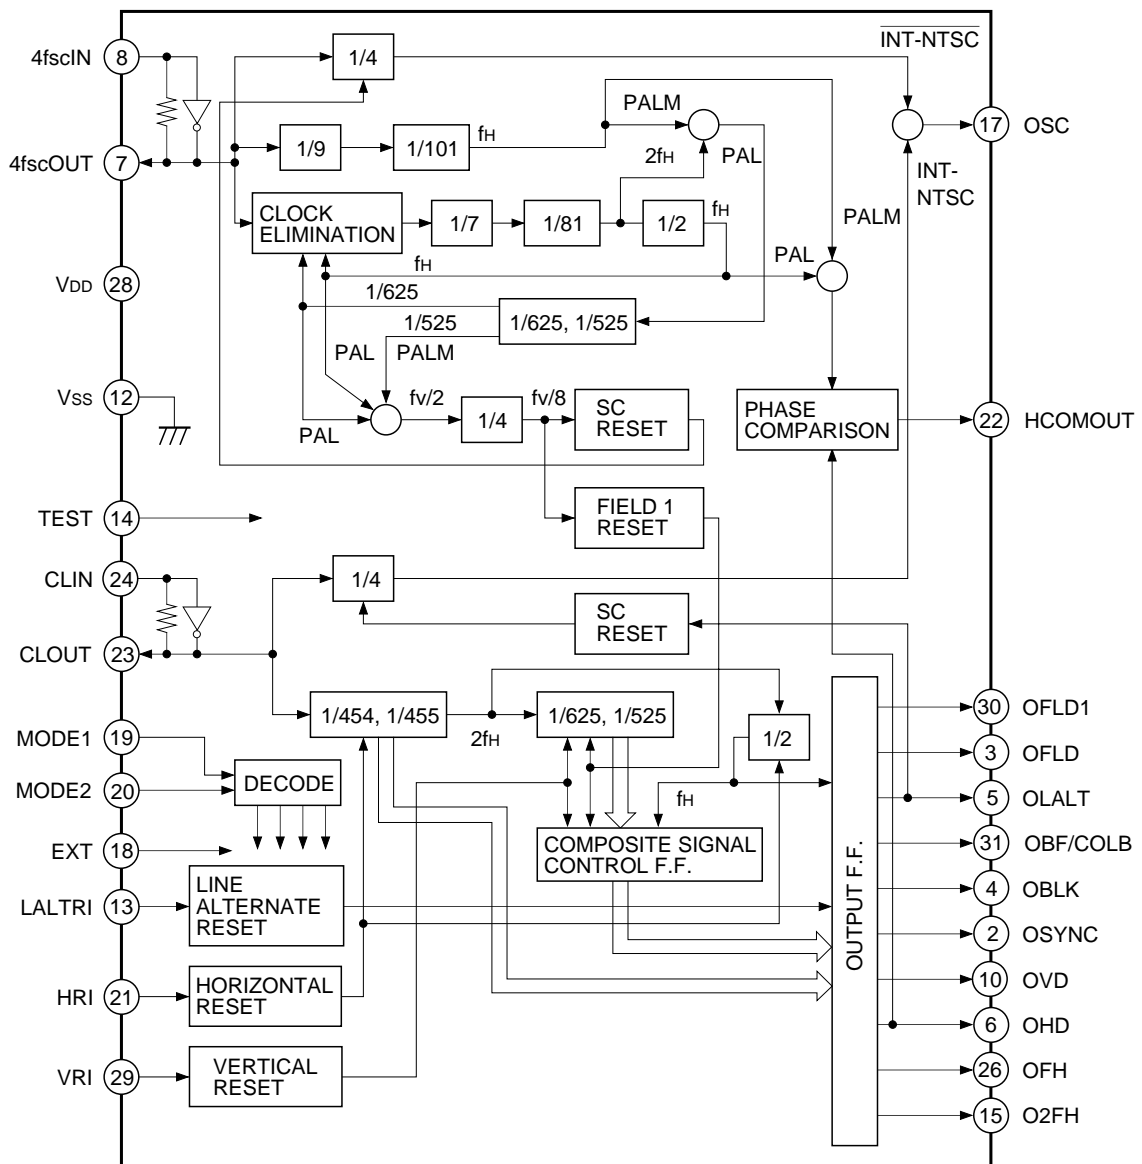 INT-NTSC
4fscIN 8
1/4
PALM
17 OSC
1/9
1/101
fH
4fscOUT 7
2fH
PAL
INT-
NTSC
CLOCK
ELIMINATION
1/7
1/81
1/2
fH
PALM
fH
PAL
VDD 28
1/625
1/625, 1/525
1/525
PAL
PALM
VSS 12
fv/2
1/4
fv/8
SC
RESET
PHASE
COMPARISON
22 HCOMOUT
PAL
TEST 14
FIELD 1
RESET
CLIN 24
1/4
SC
RESET
CLOUT 23
1/454, 1/455
2fH
1/625, 1/525
1/2
30 OFLD1
MODE1 19
3 OFLD
DECODE
MODE2 20
fH
5 OLALT
EXT 18
COMPOSITE SIGNAL
CONTROL F.F.
31 OBF/COLB
LINE
ALTERNATE
RESET
LALTRI 13
OUTPUT F.F.
4 OBLK
2 OSYNC
HORIZONTAL
RESET
HRI 21
10 OVD
6 OHD
VERTICAL
RESET
VRI 29
26 OFH
15 O2FH